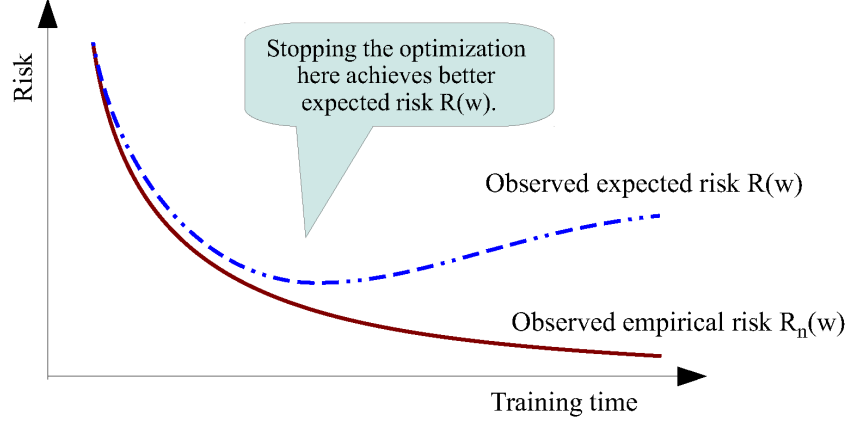 Stopping the optimization
here achieves better
expected risk R(w).
Risk
Observed expected risk R(w)
Observed empirical risk Rn(w)
Training time